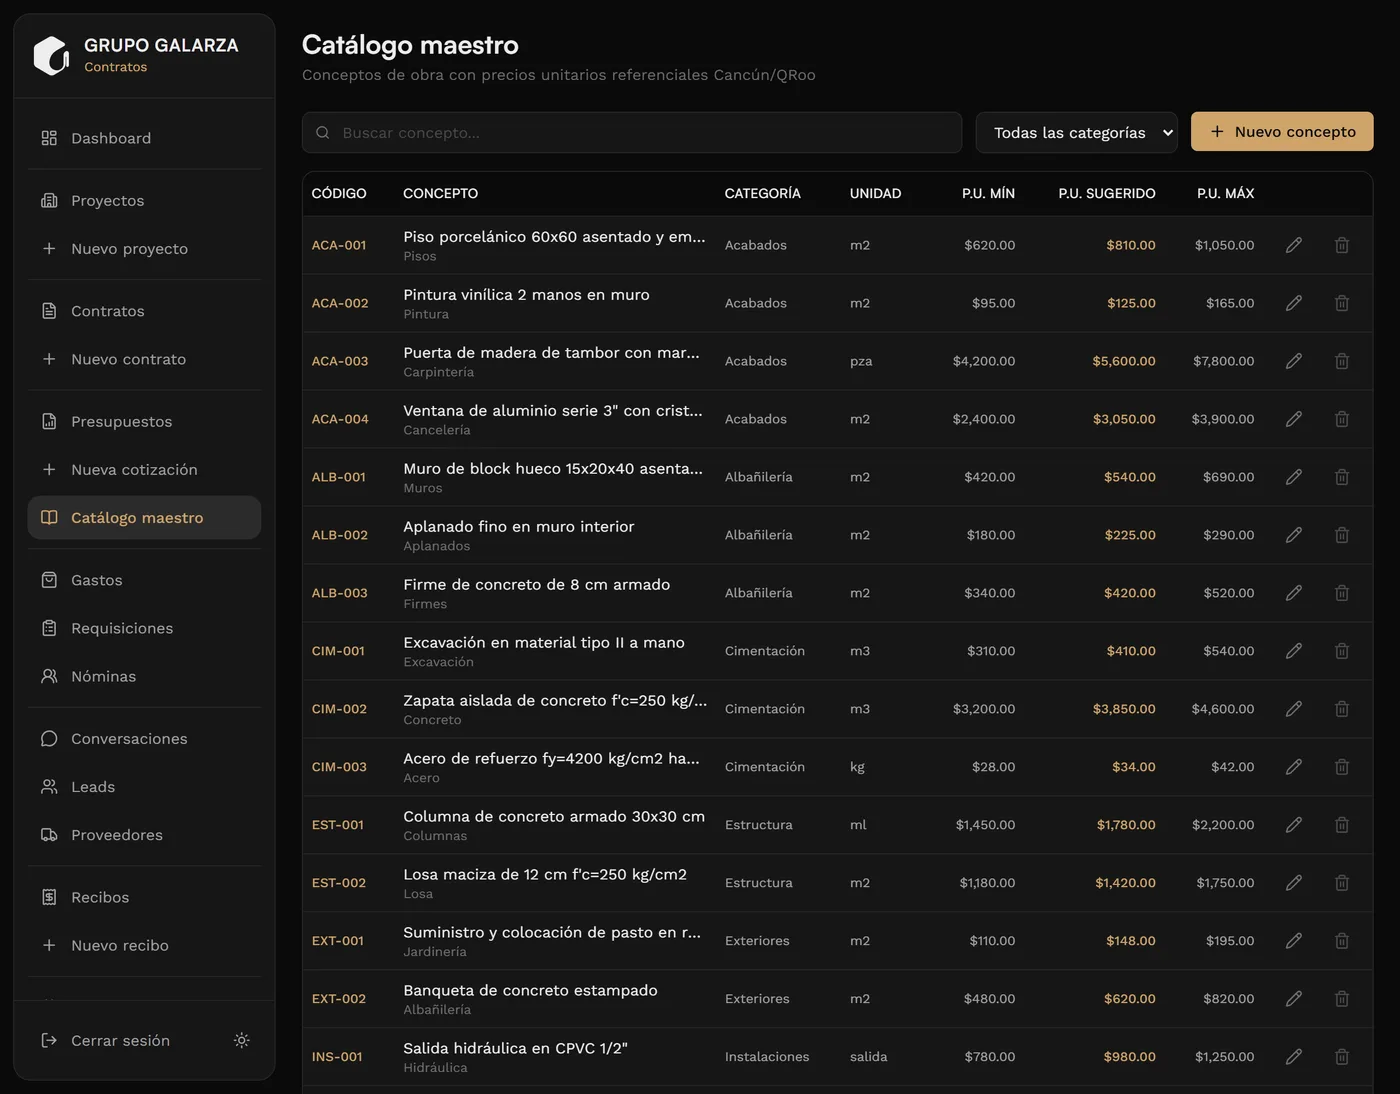 GRUPO GALARZA
Contratos
Dashboard
Proyectos
Nuevo proyecto
Contratos
Nuevo contrato
Presupuestos
Nueva cotización
Catálogo maestro
Gastos
Requisiciones
Nóminas
Conversaciones
Leads
Proveedores
Recibos
Nuevo recibo
Cerrar sesión
Catálogo maestro
Conceptos de obra con precios unitarios referenciales Cancún/QRoo
Buscar concepto... Todas las categorías Nuevo concepto
CÓDIGO CONCEPTO CATEGORÍA UNIDAD P.U. MÍN P.U. SUGERIDO P.U. MÁX
ACA-001 Piso porcelánico 60x60 asentado y em... Acabados m2 $620.00 $810.00 $1,050.00
Pisos
ACA-002 Pintura vinílica 2 manos en muro Acabados m2 $95.00 $125.00 $165.00
Pintura
ACA-003 Puerta de madera de tambor con mar... Acabados pza $4,200.00 $5,600.00 $7,800.00
Carpintería
ACA-004 Ventana de aluminio serie 3" con crist... Acabados m2 $2,400.00 $3,050.00 $3,900.00
Cancelería
ALB-001 Muro de block hueco 15x20x40 asenta... Albañilería m2 $420.00 $540.00 $690.00
Muros
ALB-002 Aplanado fino en muro interior Albañilería m2 $180.00 $225.00 $290.00
Aplanados
ALB-003 Firme de concreto de 8 cm armado Albañilería m2 $340.00 $420.00 $520.00
Firmes
CIM-001 Excavación en material tipo II a mano Cimentación m3 $310.00 $410.00 $540.00
Excavación
CIM-002 Zapata aislada de concreto f'c=250 kg/... Cimentación m3 $3,200.00 $3,850.00 $4,600.00
Concreto
CIM-003 Acero de refuerzo fy=4200 kg/cm2 ha... Cimentación kg $28.00 $34.00 $42.00
Acero
EST-001 Columna de concreto armado 30x30 cm Estructura ml $1,450.00 $1,780.00 $2,200.00
Columnas
EST-002 Losa maciza de 12 cm f'c=250 kg/cm2 Estructura m2 $1,180.00 $1,420.00 $1,750.00
Losa
EXT-001 Suministro y colocación de pasto en r... Exteriores m2 $110.00 $148.00 $195.00
Jardinería
EXT-002 Banqueta de concreto estampado Exteriores m2 $480.00 $620.00 $820.00
Albañilería
INS-001 Salida hidráulica en CPVC 1/2" Instalaciones salida $780.00 $980.00 $1,250.00
Hidráulica